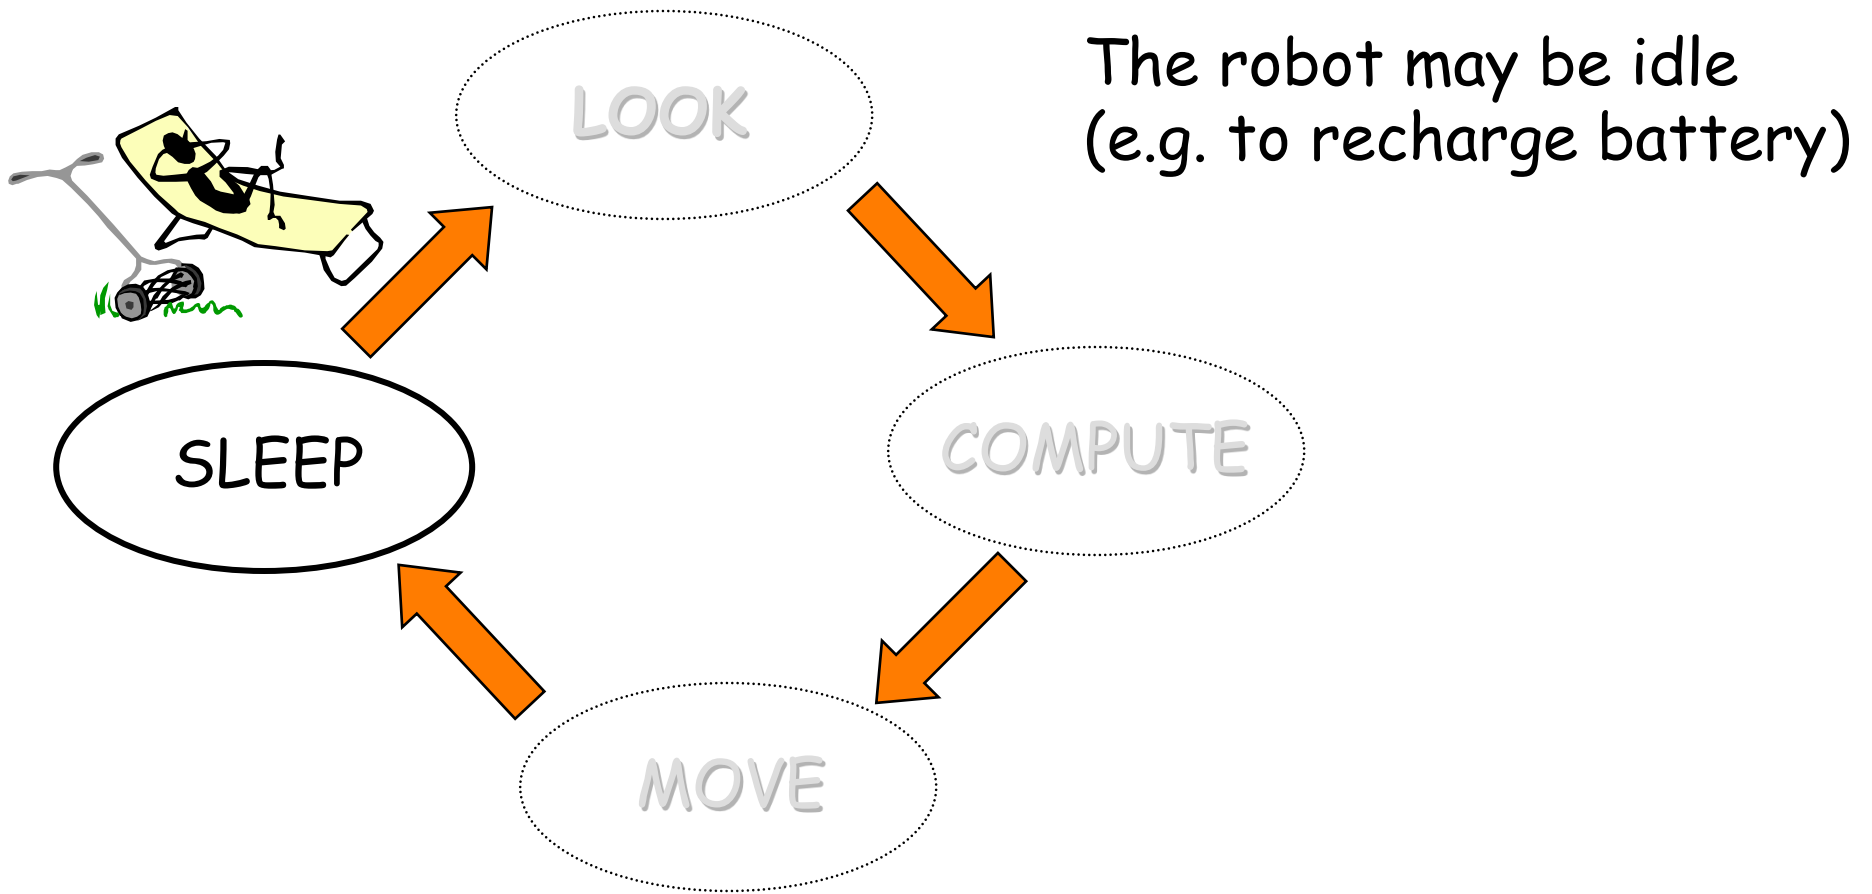 LOOK
The robot may be idle
(e.g. to recharge battery)
SLEEP
COMPUTE
MOVE